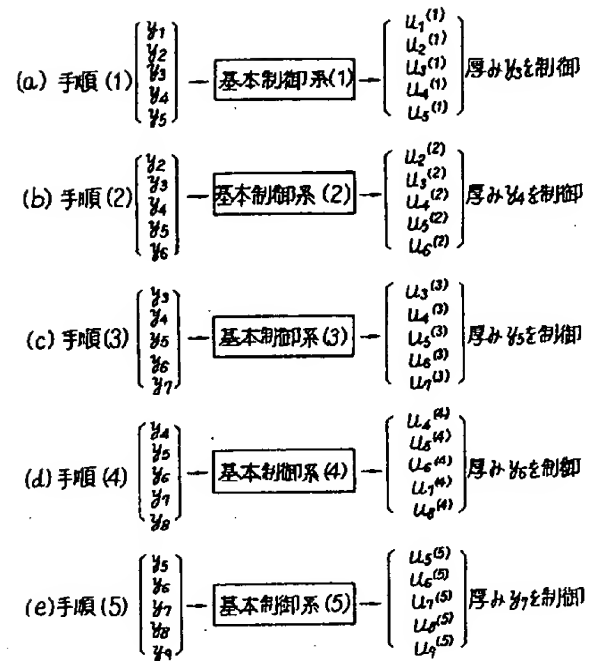 (a) 手順(1) [y1 y2 y3 y4 y5] → 基本制御系(1) → [u1(1) u2(1) u3(1) u4(1) u5(1)] 厚みy3を制御
(b) 手順(2) [y2 y3 y4 y5 y6] → 基本制御系(2) → [u2(2) u3(2) u4(2) u5(2) u6(2)] 厚みy4を制御
(c) 手順(3) [y3 y4 y5 y6 y7] → 基本制御系(3) → [u3(3) u4(3) u5(3) u6(3) u7(3)] 厚みy5を制御
(d) 手順(4) [y4 y5 y6 y7 y8] → 基本制御系(4) → [u4(4) u5(4) u6(4) u7(4) u8(4)] 厚みy6を制御
(e) 手順(5) [y5 y6 y7 y8 y9] → 基本制御系(5) → [u5(5) u6(5) u7(5) u8(5) u9(5)] 厚みy7を制御